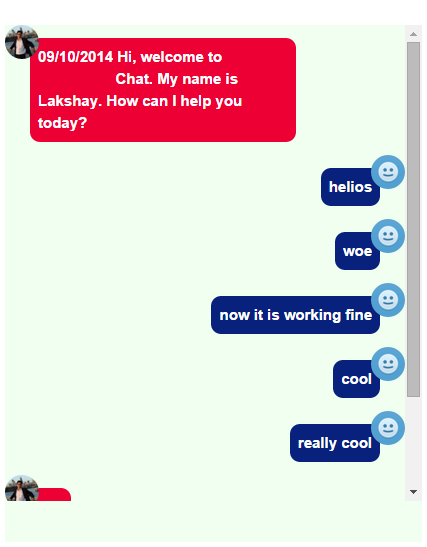 09/10/2014 Hi, welcome to
Chat. My name is
Lakshay. How can I help you
today?
helios
woe
now it is working fine
cool
really cool